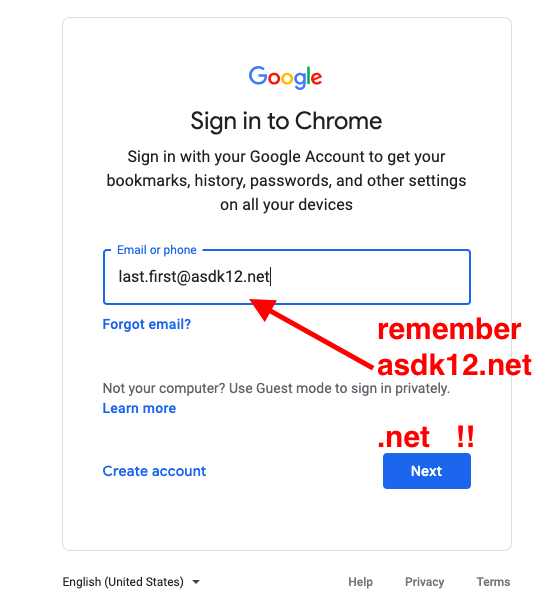 Google
Sign in to Chrome
Sign in with your Google Account to get your
bookmarks, history, passwords, and other settings
on all your devices
Email or phone
last.first@asdk12.net
Forgot email?
remember
asdk12.net
Not your computer? Use Guest mode to sign in privately.
Learn more
.net !!
Create account
Next
English (United States)
Help
Privacy
Terms